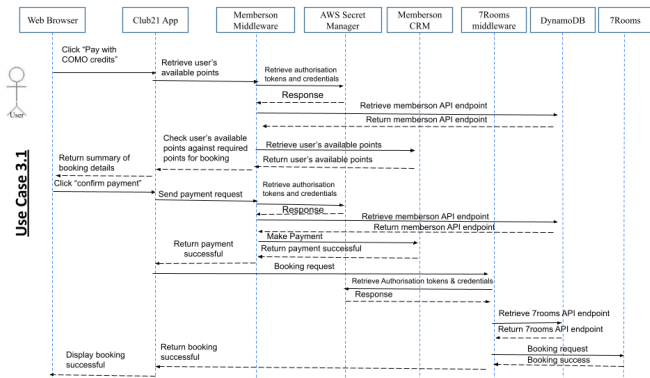 Web Browser
Club21 App
Memberson
Middleware
AWS Secret
Manager
Memberson
CRM
7Rooms
middleware
DynamoDB
7Rooms
Click “Pay with
COMO credits”
Retrieve user's
available points
Retrieve authorisation
tokens and credentials
Response
Retrieve memberson API endpoint
Return memberson API endpoint
User
Use Case 3.1
Check user's available
points against required
points for booking
Retrieve user's available points
Return user's available points
Return summary of
booking details
Click “confirm payment”
Send payment request
Retrieve authorisation
tokens and credentials
Response
Retrieve memberson API endpoint
Return memberson API endpoint
Make Payment
Return payment successful
Return payment
successful
Booking request
Retrieve Authorisation tokens & credentials
Response
Retrieve 7rooms API endpoint
Return 7rooms API endpoint
Booking request
Booking success
Return booking
successful
Display booking
successful